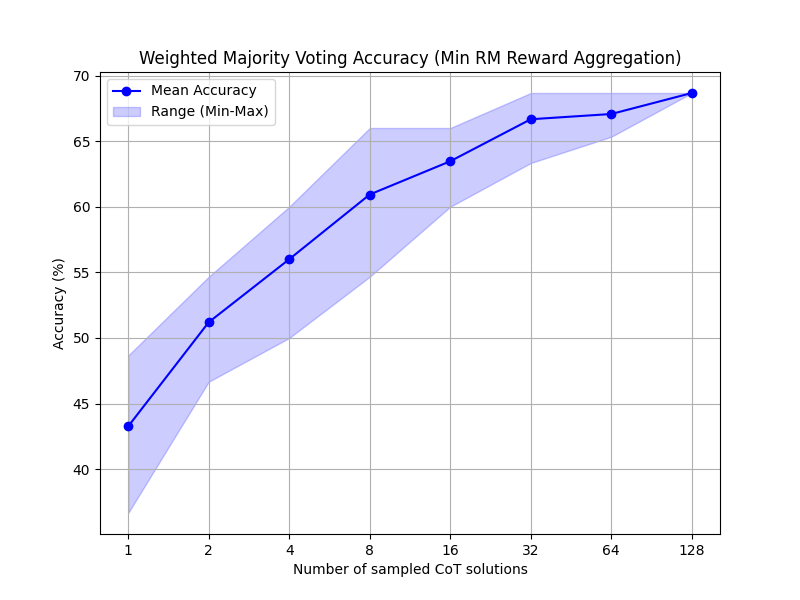 Weighted Majority Voting Accuracy (Min RM Reward Aggregation)
Mean Accuracy
Range (Min-Max)
70
65
60
55
50
45
40
Accuracy (%)
1 2 4 8 16 32 64 128
Number of sampled CoT solutions